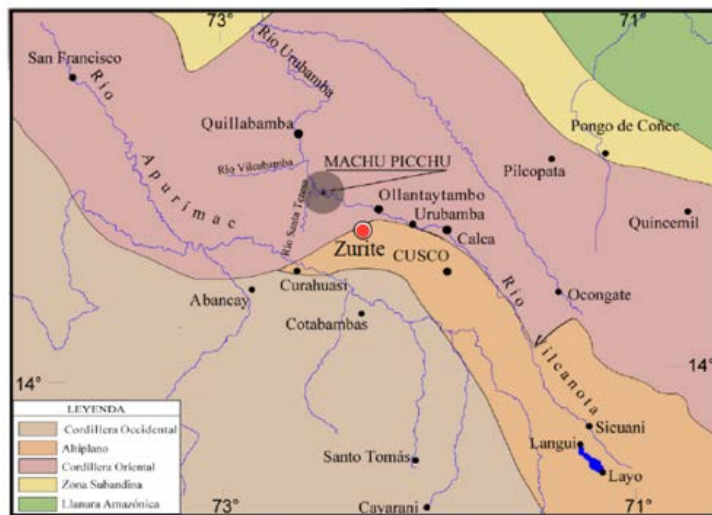 73°
71°
San Francisco
Río
Apurimac
Río Urubamba
Quillabamba
Río Vilcabamba
MACHU PICCHU
Río Santa Teresa
Ollantaytambo
Urubamba
Calca
Zurite
CUSCO
Pongo de Coñec
Pilcopata
Quincemil
Abancay
Curahuasi
Cotabambas
Río
Vilcanota
Ocongate
14°
14°
LEYENDA
Cordillera Occidental
Altiplano
Cordillera Oriental
Zona Subandina
Llanura Amazónica
Santo Tomás
Cayarani
Sicuani
Langui
Layo
73°
71°